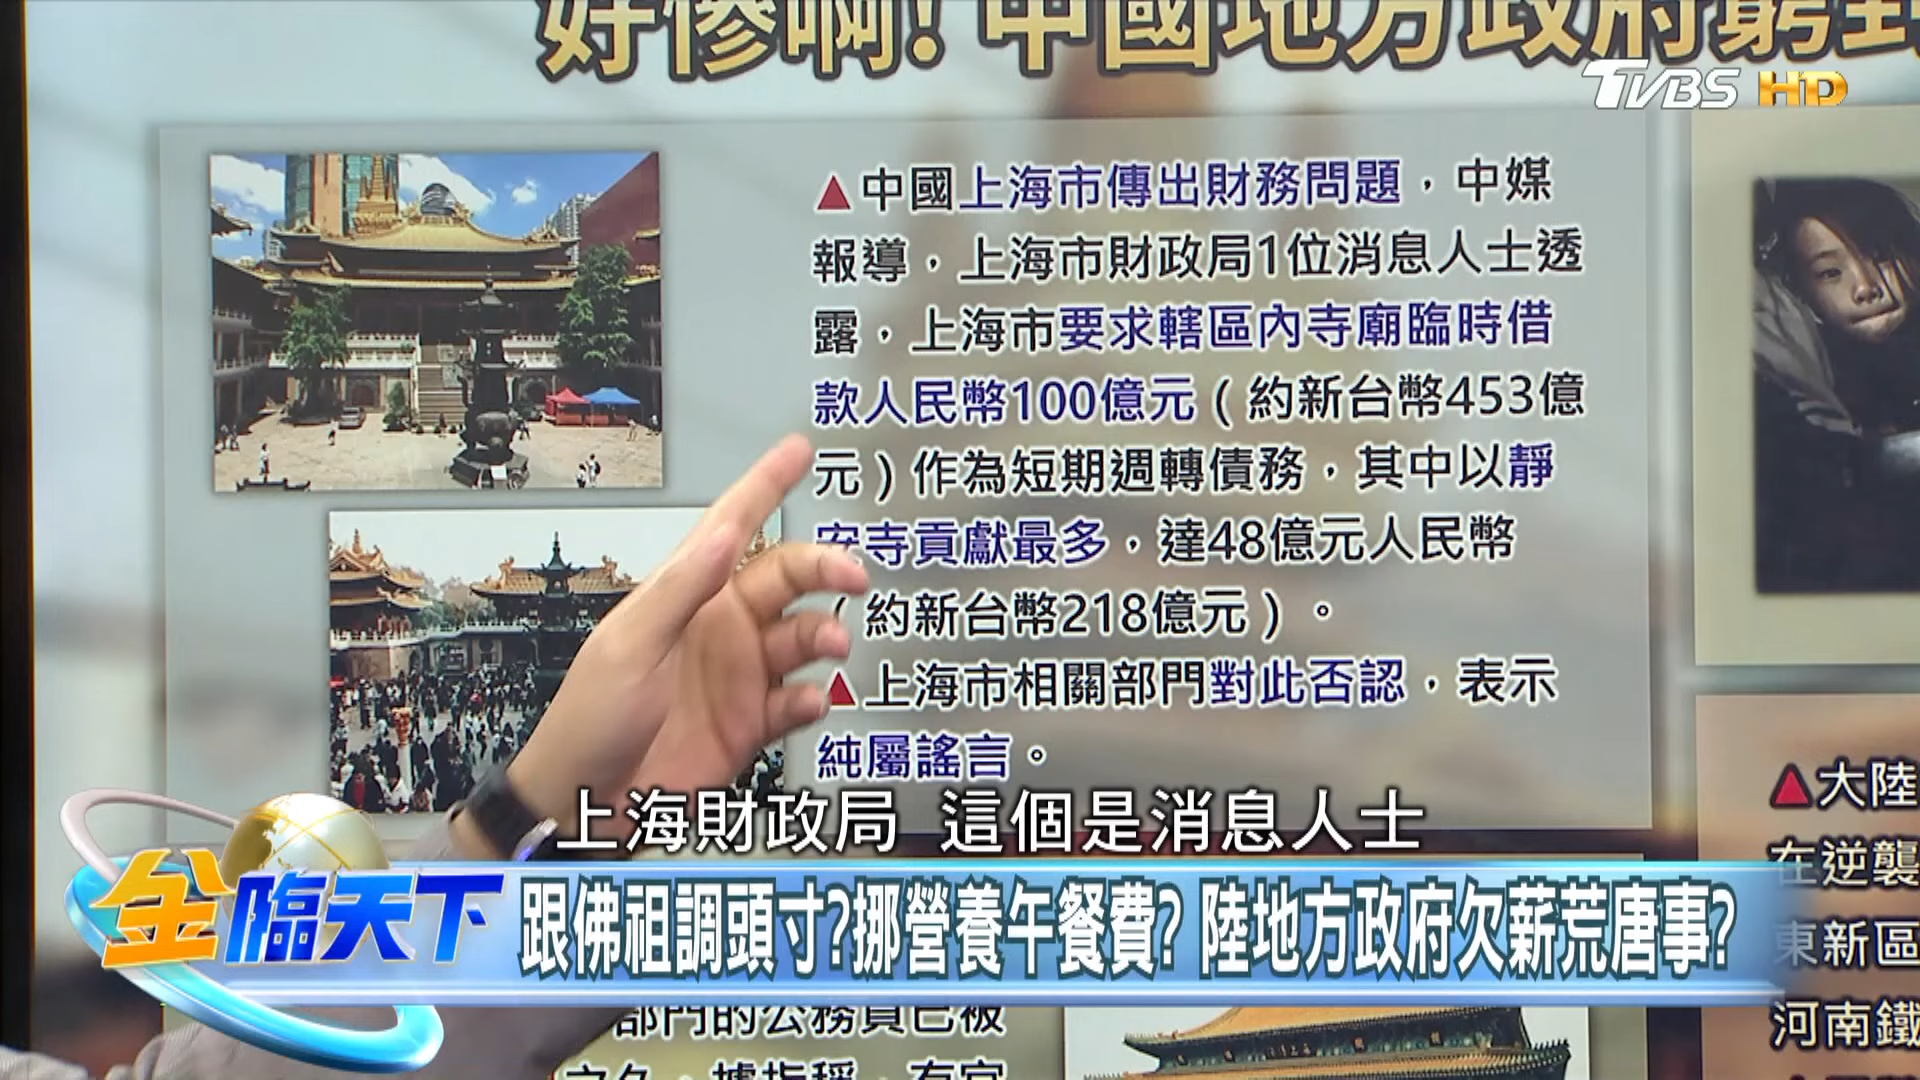 好慘啊!中國地方政府窮到
TVBS HD
▲中國上海市傳出財務問題，中媒
報導，上海市財政局1位消息人士透
露，上海市要求轄區內寺廟臨時借
款人民幣100億元（約新台幣453億
元）作為短期週轉債務，其中以靜
安寺貢獻最多，達48億元人民幣
（約新台幣218億元）。
▲上海市相關部門對此否認，表示
純屬謠言。
▲大陸
在逆襲
東新區
河南鐵
上海財政局 這個是消息人士
金臨天下
跟佛祖調頭寸?挪營養午餐費? 陸地方政府欠薪荒唐事?
部門的公務員已被
之久，據指稱，有官